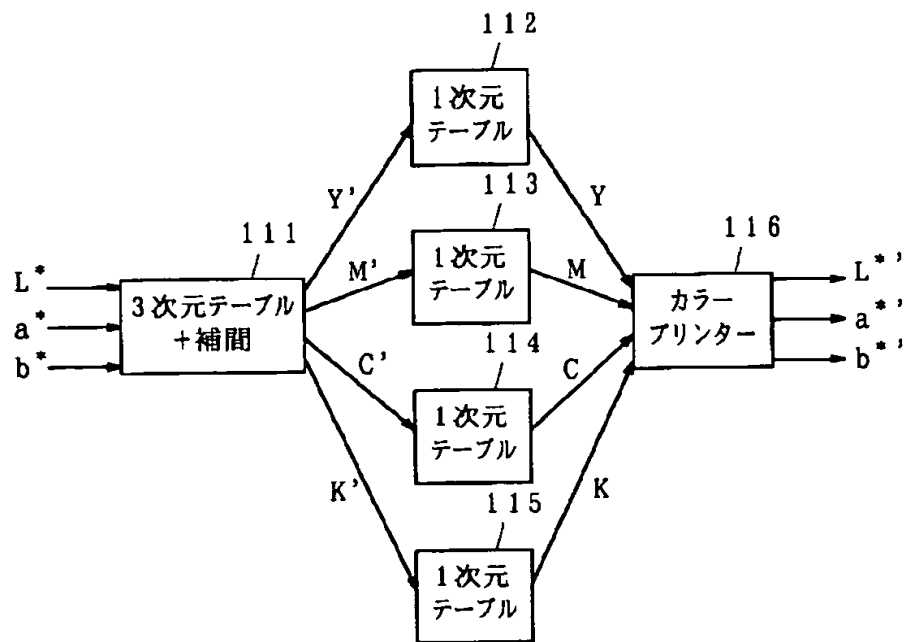 112
1次元
テーブル
113
Y'
Y
111
116
L*
M'
1次元
テーブル
M
L*'
a*
3次元テーブル
+補間
カラー
プリンター
a*'
b*
114
b*'
C'
C
1次元
テーブル
K'
115
K
1次元
テーブル